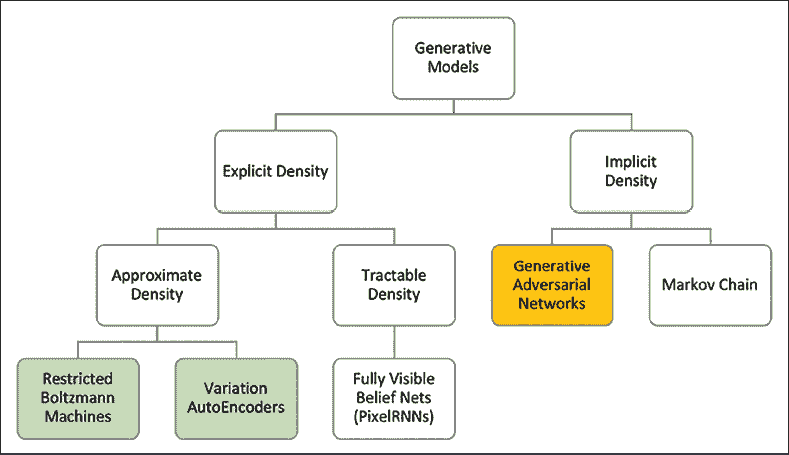 Generative
Models
Explicit Density
Implicit
Density
Approximate
Density
Tractable
Density
Generative
Adversarial
Networks
Markov Chain
Restricted
Boltzmann
Machines
Variation
AutoEncoders
Fully Visible
Belief Nets
(PixelRNNs)